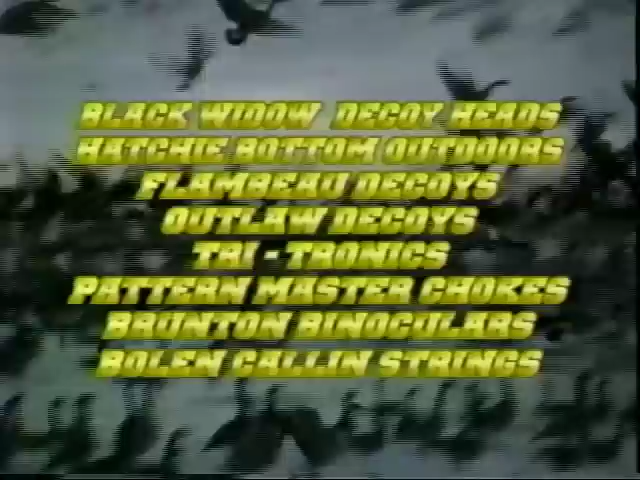 BLACK WIDOW DECOY HEADS
HATCHIE BOTTOM OUTDOORS
FLAMBEAU DECOYS
OUTLAW DECOYS
TRI - TRONICS
PATTERN MASTER CHOKES
BRUNTON BINOCULARS
BOLEN CALLIN STRINGS